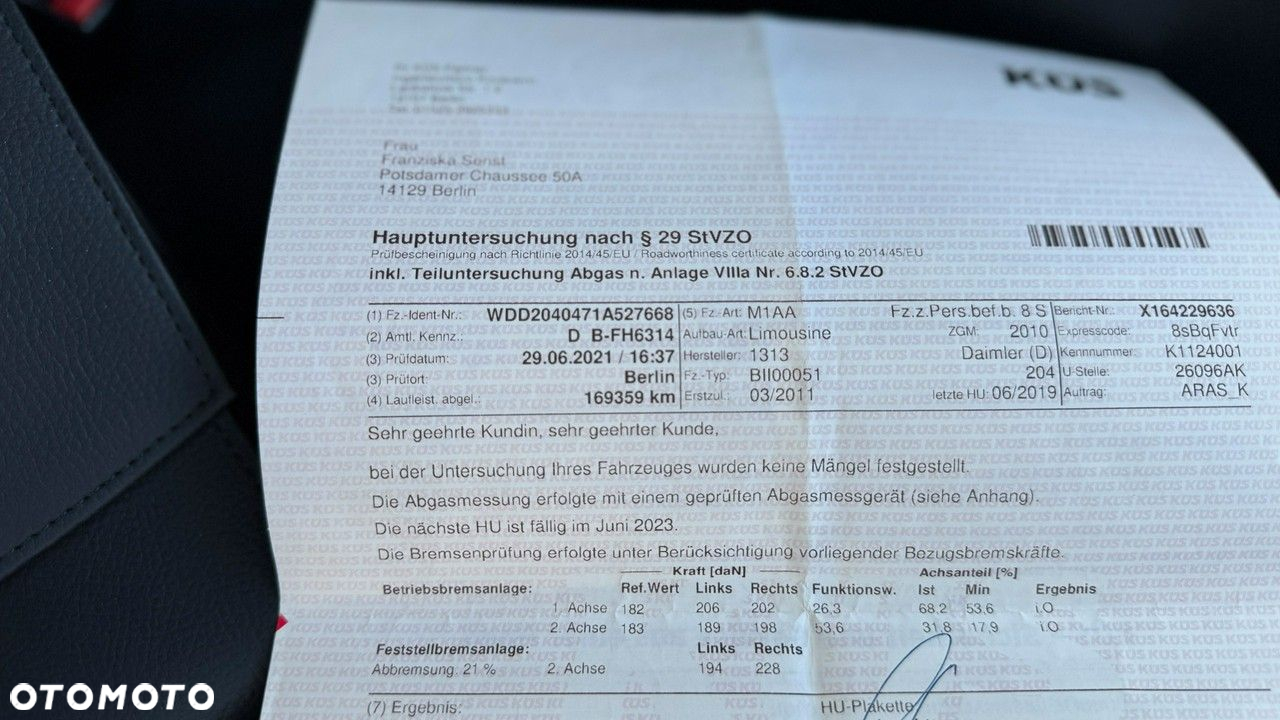 KÜS
Frau
Franziska Senst
Potsdamer Chaussee 50A
14129 Berlin
Hauptuntersuchung nach § 29 StVZO
Prüfbescheinigung nach Richtlinie 2014/45/EU / Roadworthiness certificate according to 2014/45/EU
inkl. Teiluntersuchung Abgas n. Anlage VIIIa Nr. 6.8.2 StVZO
(1) Fz.-Ident-Nr.: WDD2040471A527668 (5) Fz.-Art: M1AA Fz.z.Pers.bef.b. 8 S Bericht-Nr.: X164229636
(2) Amtl. Kennz.: D B-FH6314 Aufbau-Art: Limousine ZGM: 2010 Expresscode: 8sBqFvtr
(3) Prüfdatum: 29.06.2021 / 16:37 Hersteller: 1313 Daimler (D) Kennnummer: K1124001
(3) Prüfort: Berlin Fz.-Typ: BII00051 204 U-Stelle: 26096AK
(4) Laufleist. abgel.: 169359 km Erstzul.: 03/2011 letzte HU: 06/2019 Auftrag: ARAS_K
Sehr geehrte Kundin, sehr geehrter Kunde,
bei der Untersuchung Ihres Fahrzeuges wurden keine Mängel festgestellt.
Die Abgasmessung erfolgte mit einem geprüften Abgasmessgerät (siehe Anhang).
Die nächste HU ist fällig im Juni 2023.
Die Bremsenprüfung erfolgte unter Berücksichtigung vorliegender Bezugsbremskräfte.
Kraft [daN] Achsanteil [%]
Betriebsbremsanlage: Ref.Wert Links Rechts Funktionsw. Ist Min Ergebnis
1. Achse 182 206 202 26,3 68,2 53,6 i.O
2. Achse 183 189 198 53,6 31,8 17,9 i.O
Feststellbremsanlage: Links Rechts
Abbremsung: 21 % 2. Achse 194 228
(7) Ergebnis: HU-Plakette
OTOMOTO